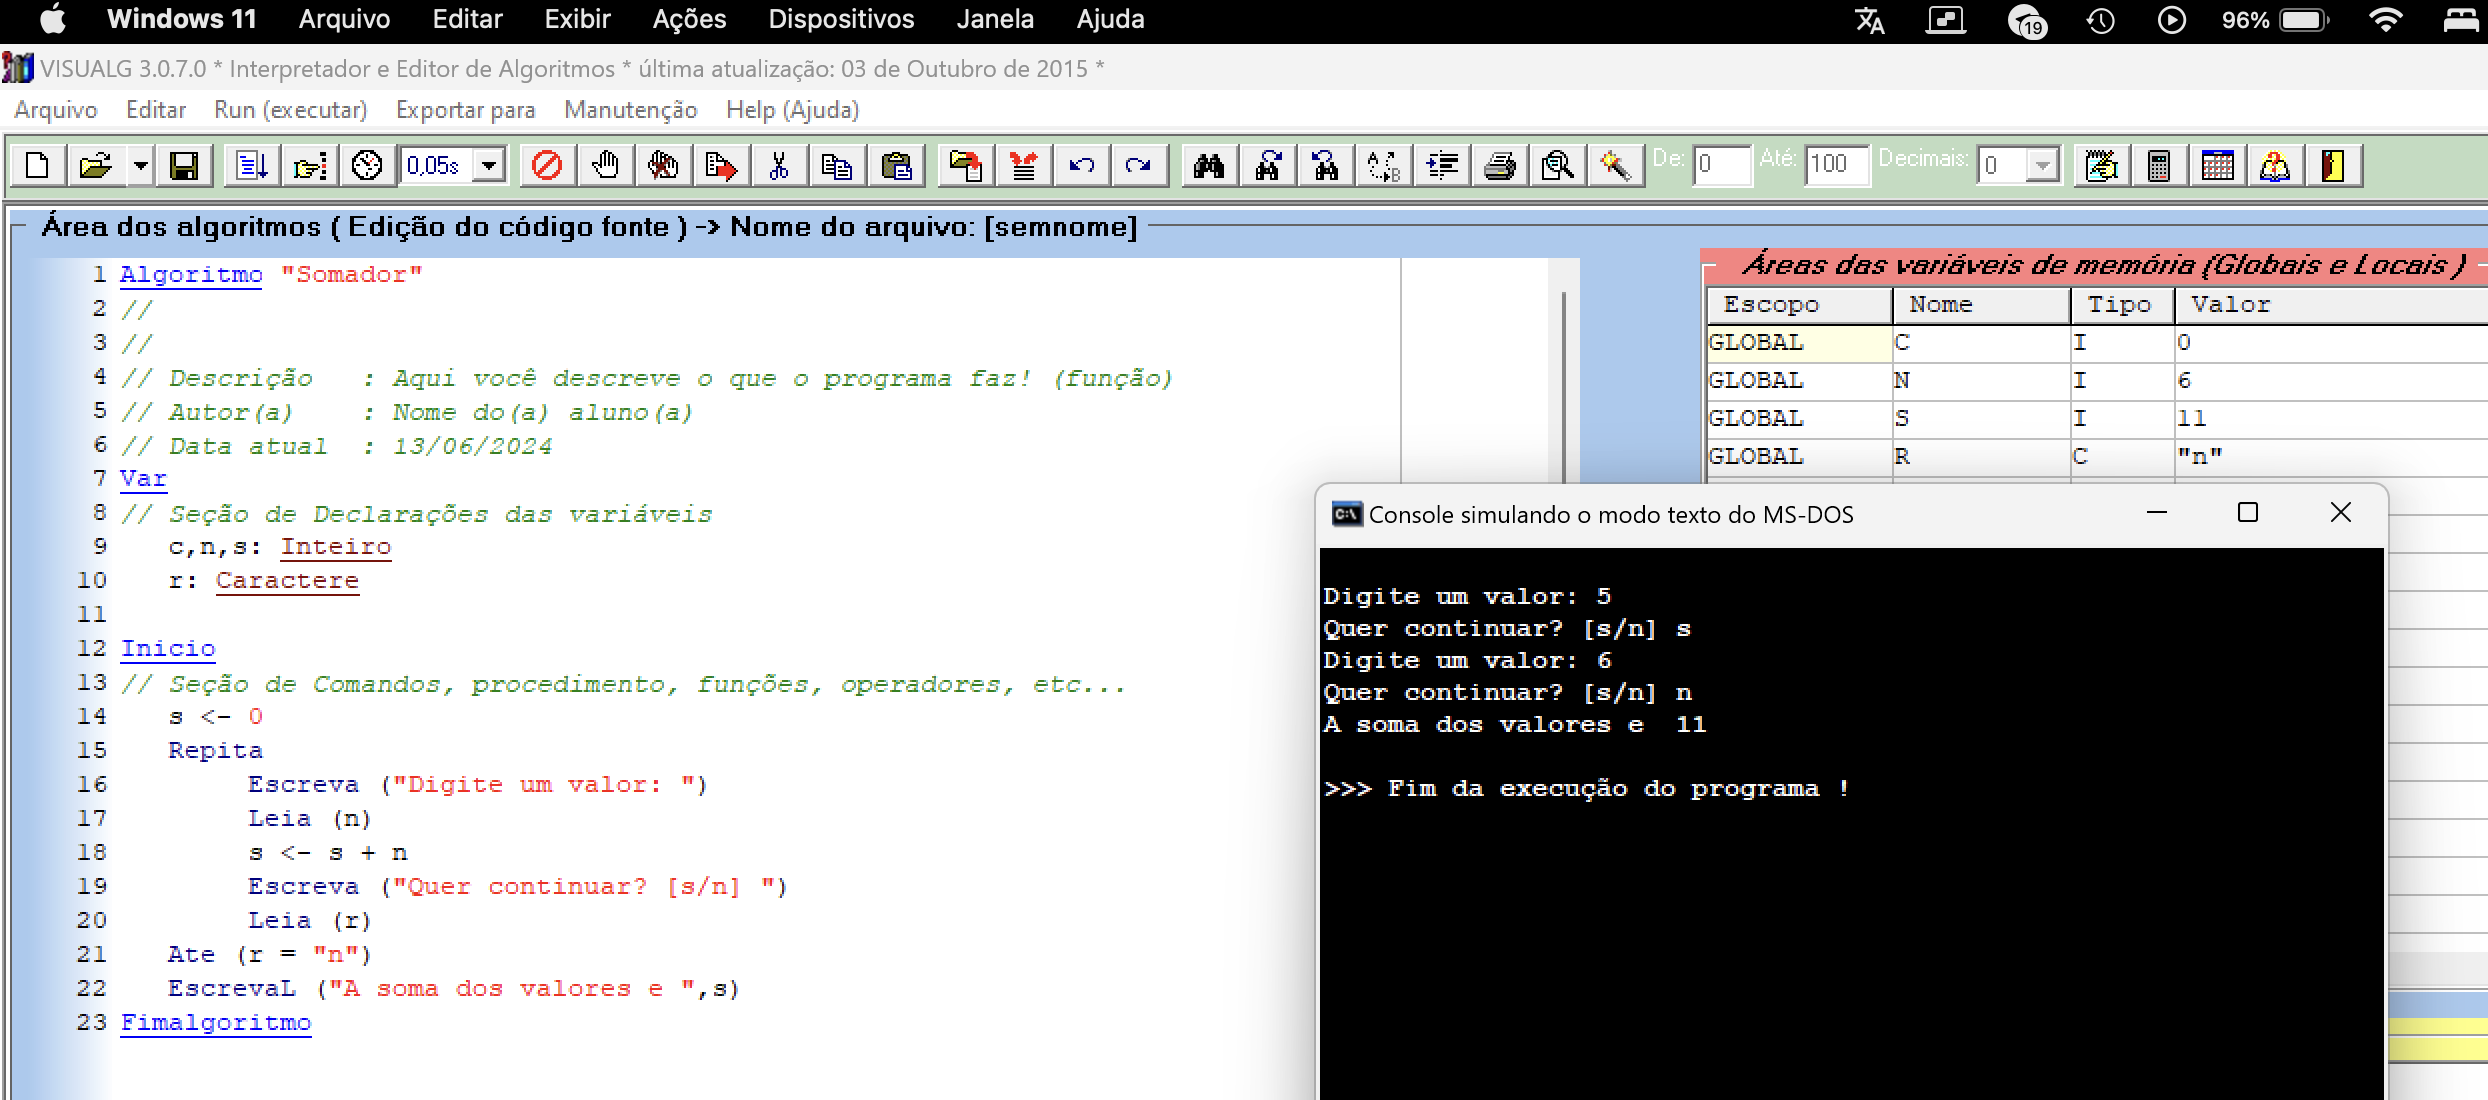 Windows 11 Arquivo Editar Exibir Ações Dispositivos Janela Ajuda 19 96%
VISUALG 3.0.7.0 * Interpretador e Editor de Algoritmos * última atualização: 03 de Outubro de 2015 *
Arquivo Editar Run (executar) Exportar para Manutenção Help (Ajuda)
0,05s De: 0 Até: 100 Decimais: 0
Área dos algoritmos ( Edição do código fonte ) -> Nome do arquivo: [semnome]
1 Algoritmo "Somador"
2 //
3 //
4 // Descrição : Aqui você descreve o que o programa faz! (função)
5 // Autor(a) : Nome do(a) aluno(a)
6 // Data atual : 13/06/2024
7 Var
8 // Seção de Declarações das variáveis
9 c,n,s: Inteiro
10 r: Caractere
11
12 Inicio
13 // Seção de Comandos, procedimento, funções, operadores, etc...
14 s <- 0
15 Repita
16 Escreva ("Digite um valor: ")
17 Leia (n)
18 s <- s + n
19 Escreva ("Quer continuar? [s/n] ")
20 Leia (r)
21 Ate (r = "n")
22 EscrevaL ("A soma dos valores e ",s)
23 Fimalgoritmo
Áreas das variáveis de memória (Globais e Locais )
Escopo Nome Tipo Valor
GLOBAL C I 0
GLOBAL N I 6
GLOBAL S I 11
GLOBAL R C "n"
C:\ Console simulando o modo texto do MS-DOS
Digite um valor: 5
Quer continuar? [s/n] s
Digite um valor: 6
Quer continuar? [s/n] n
A soma dos valores e  11
>>> Fim da execução do programa !